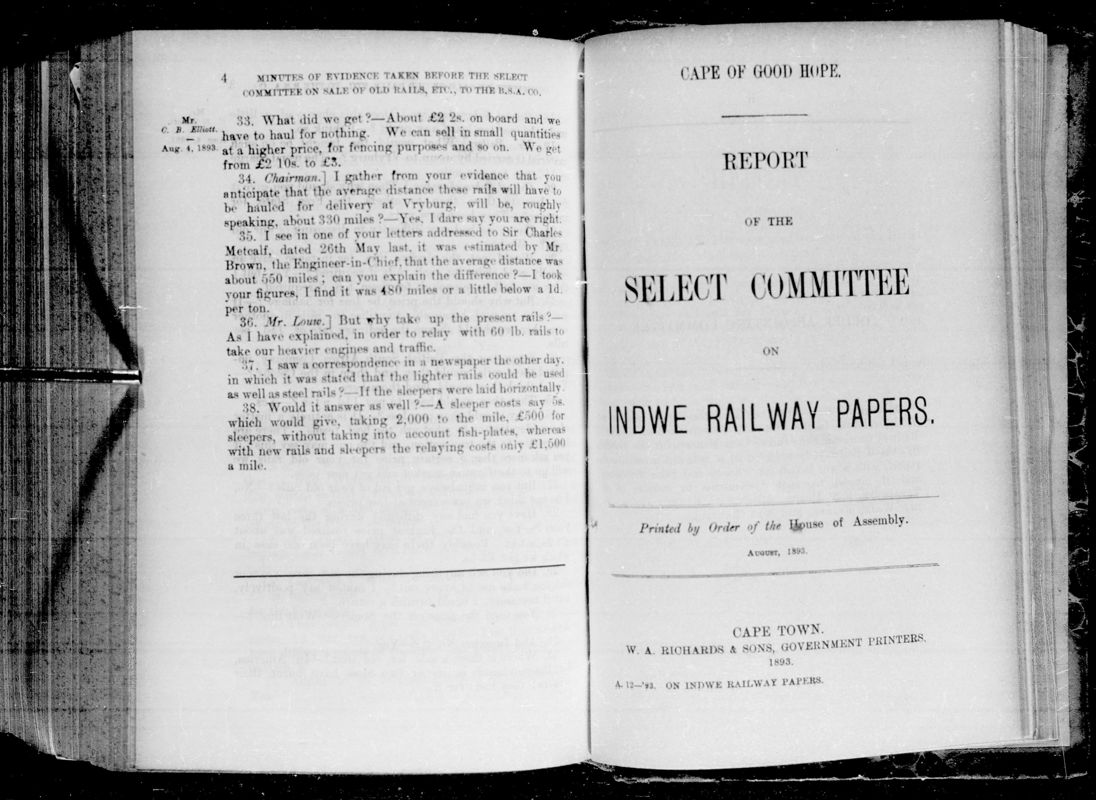 4 MINUTES OF EVIDENCE TAKEN BEFORE THE SELECT
COMMITTEE ON SALE OF OLD RAILS, ETC., TO THE B.S.A. CO.
Mr.
C. B. Elliott.
Aug. 4, 1893.
33. What did we get ?—About £2 2s. on board and we
have to haul for nothing. We can sell in small quantities
at a higher price, for fencing purposes and so on. We get
from £2 10s. to £3.
34. Chairman.] I gather from your evidence that you
anticipate that the average distance these rails will have to
be hauled for delivery at Vryburg, will be, roughly
speaking, about 330 miles ?—Yes, I dare say you are right.
35. I see in one of your letters addressed to Sir Charles
Metcalf, dated 26th May last, it was estimated by Mr.
Brown, the Engineer-in-Chief, that the average distance was
about 550 miles ; can you explain the difference ?—I took
your figures, I find it was 480 miles or a little below a 1d.
per ton.
36. Mr. Louw.] But why take up the present rails ?—
As I have explained, in order to relay with 60 lb. rails to
take our heavier engines and traffic.
37. I saw a correspondence in a newspaper the other day,
in which it was stated that the lighter rails could be used
as well as steel rails ?—If the sleepers were laid horizontally.
38. Would it answer as well ?—A sleeper costs say 5s.
which would give, taking 2,000 to the mile, £500 for
sleepers, without taking into account fish-plates, whereas
with new rails and sleepers the relaying costs only £1,500
a mile.
CAPE OF GOOD HOPE.
REPORT
OF THE
SELECT COMMITTEE
ON
INDWE RAILWAY PAPERS.
Printed by Order of the House of Assembly.
AUGUST, 1893.
CAPE TOWN.
W. A. RICHARDS & SONS, GOVERNMENT PRINTERS.
1893.
A. 12—'93. ON INDWE RAILWAY PAPERS.